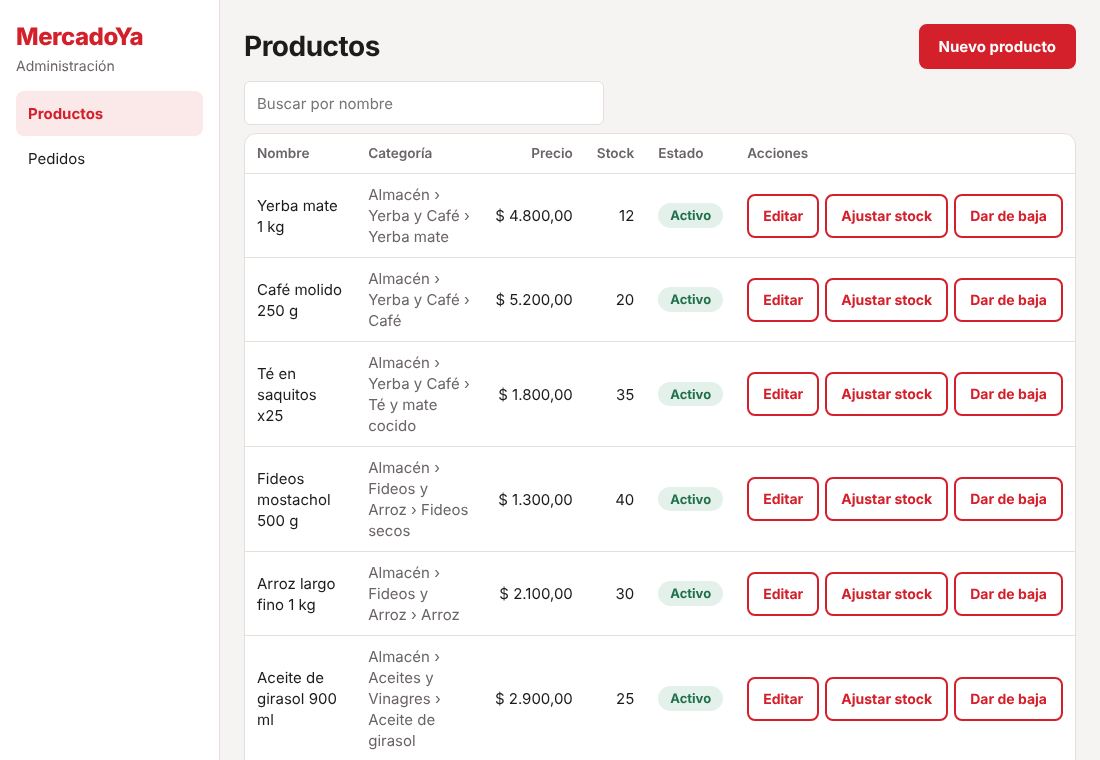 MercadoYa
Administración
Productos
Pedidos
Productos
Nuevo producto
Buscar por nombre
Nombre Categoría Precio Stock Estado Acciones
Yerba mate
1 kg
Almacén ›
Yerba y Café ›
Yerba mate
$ 4.800,00 12 Activo Editar Ajustar stock Dar de baja
Café molido
250 g
Almacén ›
Yerba y Café ›
Café
$ 5.200,00 20 Activo Editar Ajustar stock Dar de baja
Té en
saquitos
x25
Almacén ›
Yerba y Café ›
Té y mate
cocido
$ 1.800,00 35 Activo Editar Ajustar stock Dar de baja
Fideos
mostachol
500 g
Almacén ›
Fideos y
Arroz › Fideos
secos
$ 1.300,00 40 Activo Editar Ajustar stock Dar de baja
Arroz largo
fino 1 kg
Almacén ›
Fideos y
Arroz › Arroz
$ 2.100,00 30 Activo Editar Ajustar stock Dar de baja
Aceite de
girasol 900
ml
Almacén ›
Aceites y
Vinagres ›
Aceite de
girasol
$ 2.900,00 25 Activo Editar Ajustar stock Dar de baja